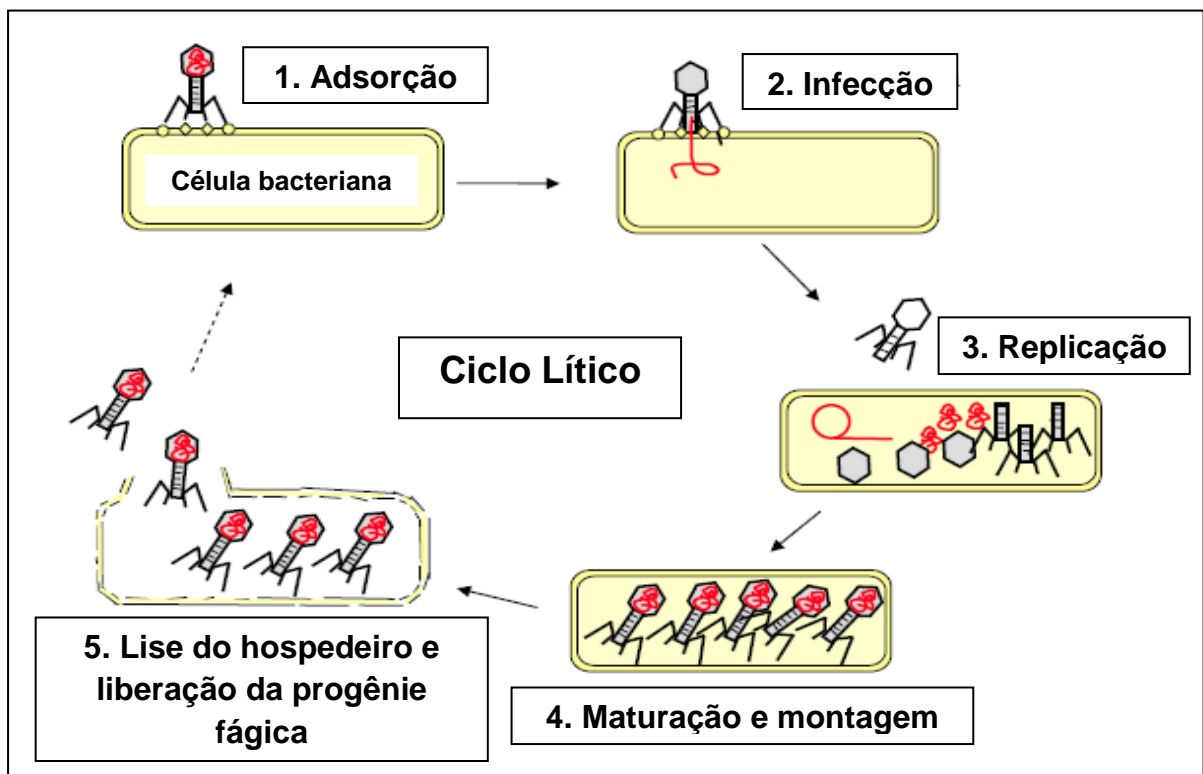 1. Adsorção
Célula bacteriana
2. Infecção
3. Replicação
Ciclo Lítico
4. Maturação e montagem
5. Lise do hospedeiro e
liberação da progênie
fágica